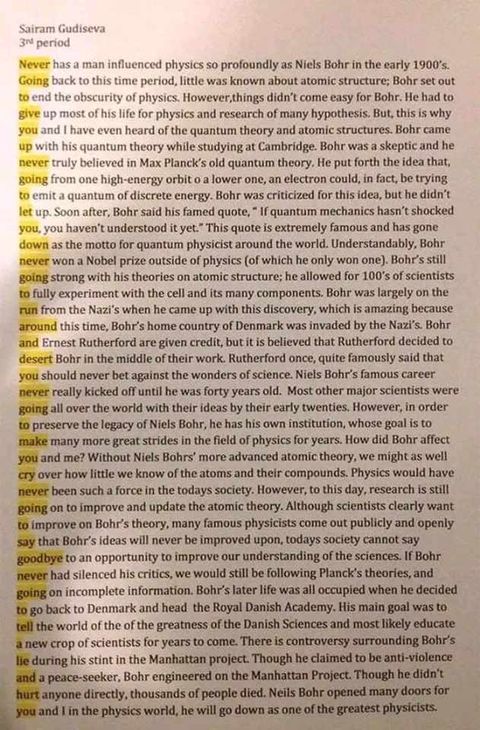 Sairam Gudiseva
3rd period
Never has a man influenced physics so profoundly as Niels Bohr in the early 1900's.
Going back to this time period, little was known about atomic structure; Bohr set out
to end the obscurity of physics. However,things didn't come easy for Bohr. He had to
give up most of his life for physics and research of many hypothesis. But, this is why
you and I have even heard of the quantum theory and atomic structures. Bohr came
up with his quantum theory while studying at Cambridge. Bohr was a skeptic and he
never truly believed in Max Planck's old quantum theory. He put forth the idea that,
going from one high-energy orbit o a lower one, an electron could, in fact, be trying
to emit a quantum of discrete energy. Bohr was criticized for this idea, but he didn't
let up. Soon after, Bohr said his famed quote, " If quantum mechanics hasn't shocked
you, you haven't understood it yet." This quote is extremely famous and has gone
down as the motto for quantum physicist around the world. Understandably, Bohr
never won a Nobel prize outside of physics (of which he only won one). Bohr's still
going strong with his theories on atomic structure; he allowed for 100's of scientists
to fully experiment with the cell and its many components. Bohr was largely on the
run from the Nazi's when he came up with this discovery, which is amazing because
around this time, Bohr's home country of Denmark was invaded by the Nazi's. Bohr
and Ernest Rutherford are given credit, but it is believed that Rutherford decided to
desert Bohr in the middle of their work. Rutherford once, quite famously said that
you should never bet against the wonders of science. Niels Bohr's famous career
never really kicked off until he was forty years old. Most other major scientists were
going all over the world with their ideas by their early twenties. However, in order
to preserve the legacy of Niels Bohr, he has his own institution, whose goal is to
make many more great strides in the field of physics for years. How did Bohr affect
you and me? Without Niels Bohrs' more advanced atomic theory, we might as well
cry over how little we know of the atoms and their compounds. Physics would have
never been such a force in the todays society. However, to this day, research is still
going on to improve and update the atomic theory. Although scientists clearly want
to improve on Bohr's theory, many famous physicists come out publicly and openly
say that Bohr's ideas will never be improved upon, todays society cannot say
goodbye to an opportunity to improve our understanding of the sciences. If Bohr
never had silenced his critics, we would still be following Planck's theories, and
going on incomplete information. Bohr's later life was all occupied when he decided
to go back to Denmark and head the Royal Danish Academy. His main goal was to
tell the world of the of the greatness of the Danish Sciences and most likely educate
a new crop of scientists for years to come. There is controversy surrounding Bohr's
lie during his stint in the Manhattan project. Though he claimed to be anti-violence
and a peace-seeker, Bohr engineered on the Manhattan Project. Though he didn't
hurt anyone directly, thousands of people died. Neils Bohr opened many doors for
you and I in the physics world, he will go down as one of the greatest physicists.